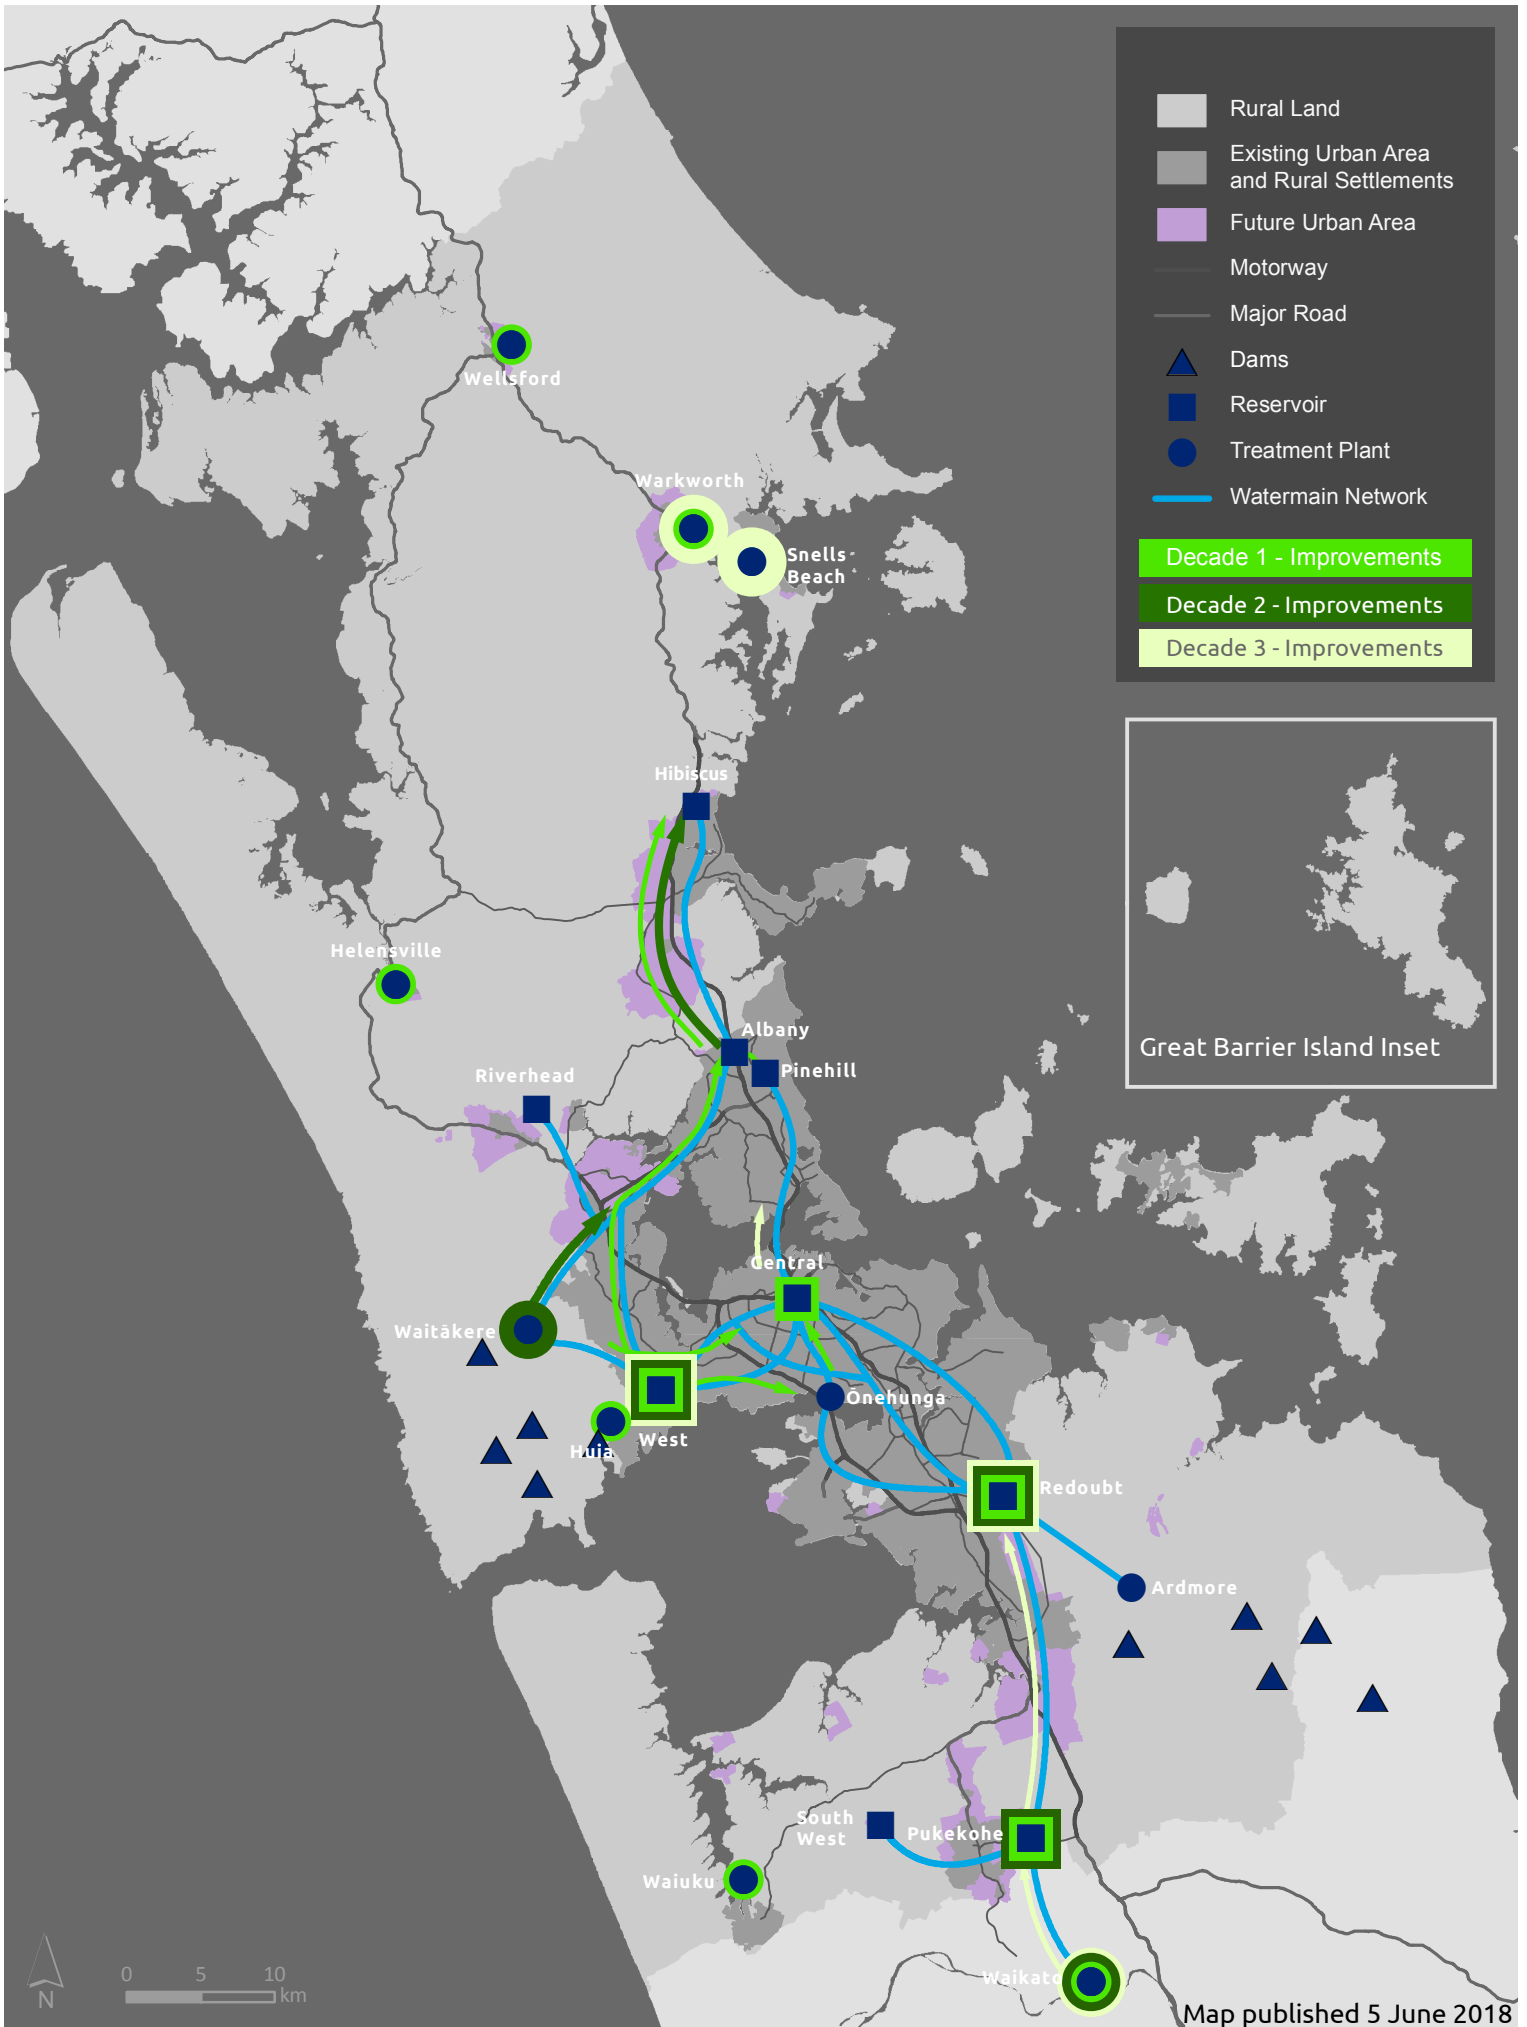 Rural Land
Existing Urban Area
and Rural Settlements
Future Urban Area
Motorway
Major Road
Dams
Reservoir
Treatment Plant
Watermain Network
Decade 1 - Improvements
Decade 2 - Improvements
Decade 3 - Improvements
Wellsford
Warkworth
Snells
Beach
Hibiscus
Helensville
Albany
Pinehill
Riverhead
Great Barrier Island Inset
Central
Waitākere
Ōnehunga
West
Huia
Redoubt
Ardmore
South
West
Pukekohe
Waiuku
Waikato
N
0 5 10
km
Map published 5 June 2018